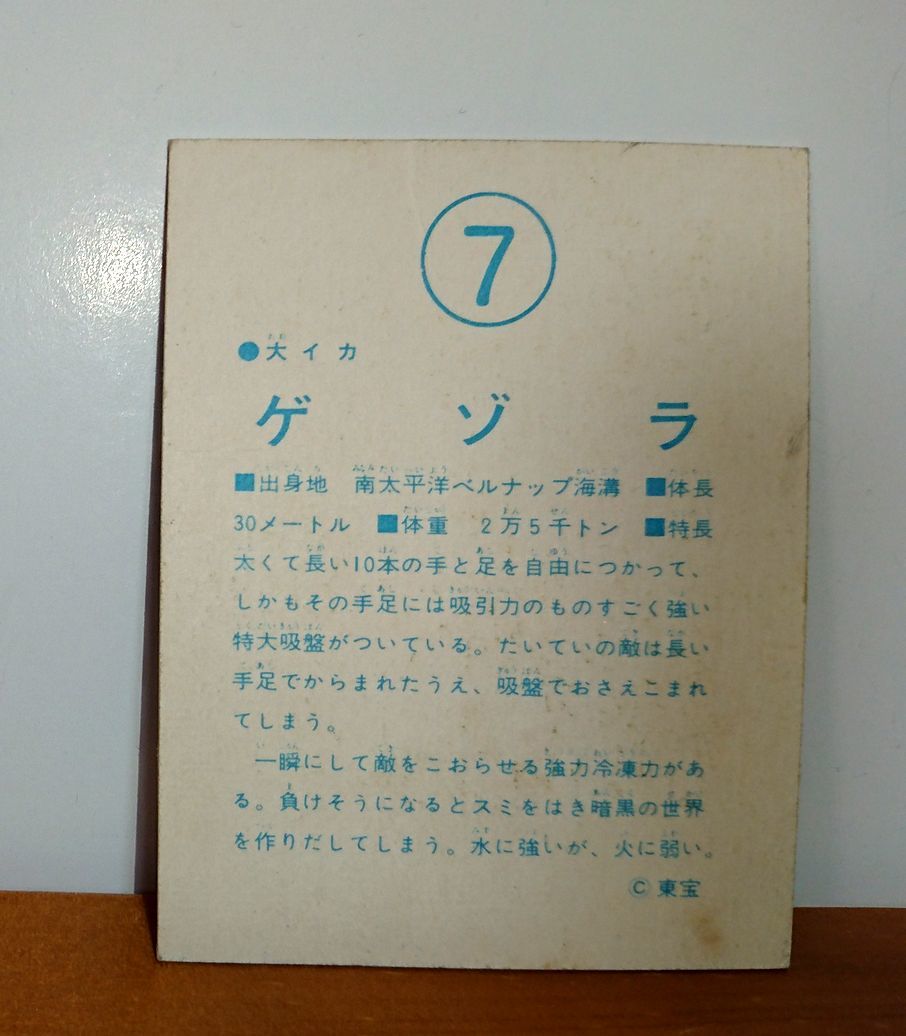 7
●大イカ
ゲゾラ
■出身地 南太平洋ベルナップ海溝 ■体長
30メートル ■体重 2万5千トン ■特長
太くて長い10本の手と足を自由につかって、
しかもその手足には吸引力のものすごく強い
特大吸盤がついている。たいていの敵は長い
手足でからまれたうえ、吸盤でおさえこまれ
てしまう。
一瞬にして敵をこおらせる強力冷凍力があ
る。負けそうになるとスミをはき暗黒の世界
を作りだしてしまう。水に強いが、火に弱い。
Ⓒ東宝